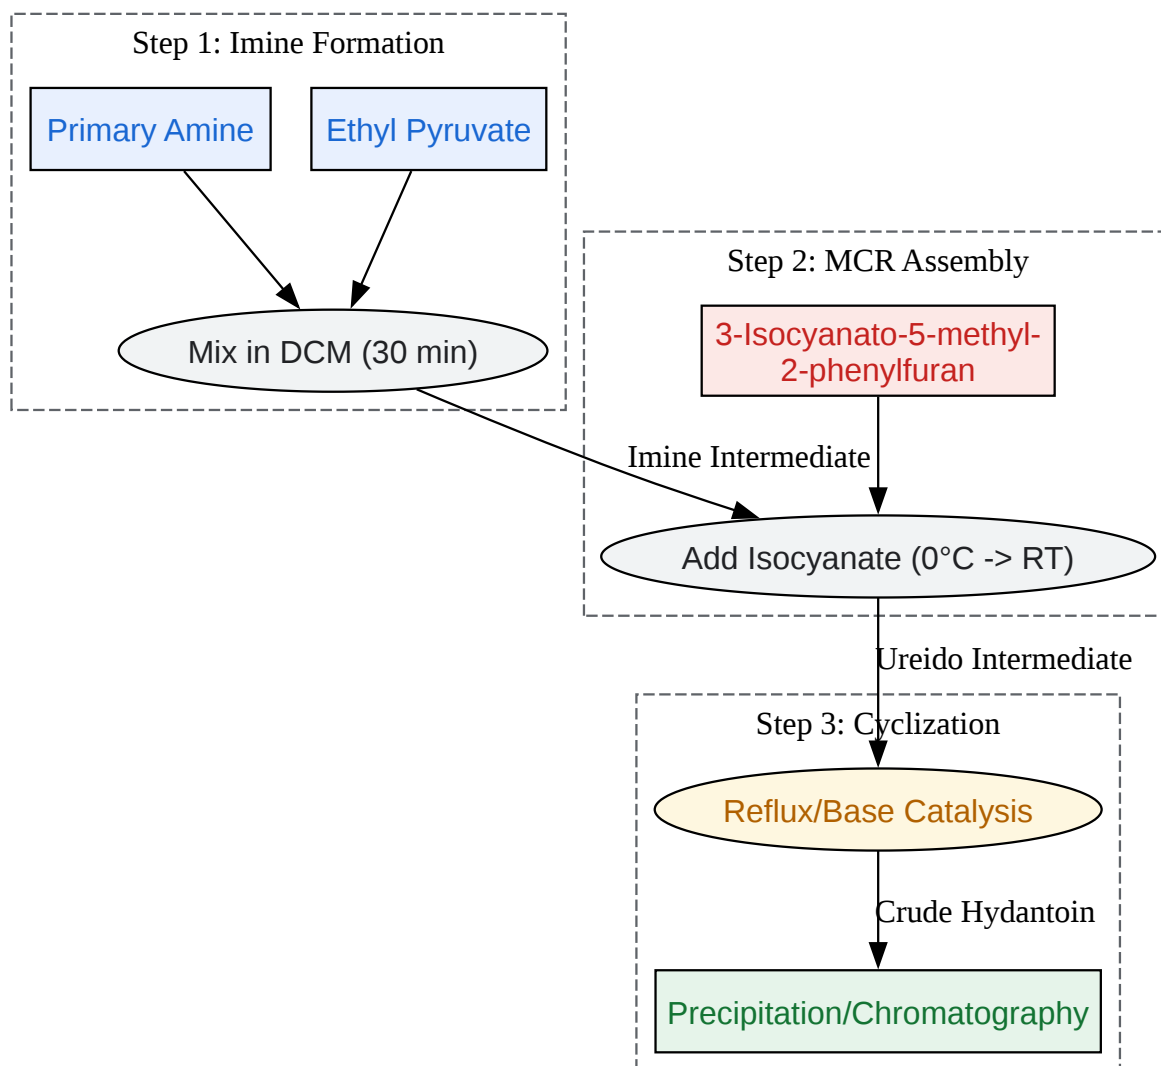 Step 1: Imine Formation
Primary Amine
Ethyl Pyruvate
Mix in DCM (30 min)
Step 2: MCR Assembly
3-Isocyanato-5-methyl-
2-phenylfuran
Imine Intermediate
Add Isocyanate (0°C -> RT)
Ureido Intermediate
Step 3: Cyclization
Reflux/Base Catalysis
Crude Hydantoin
Precipitation/Chromatography